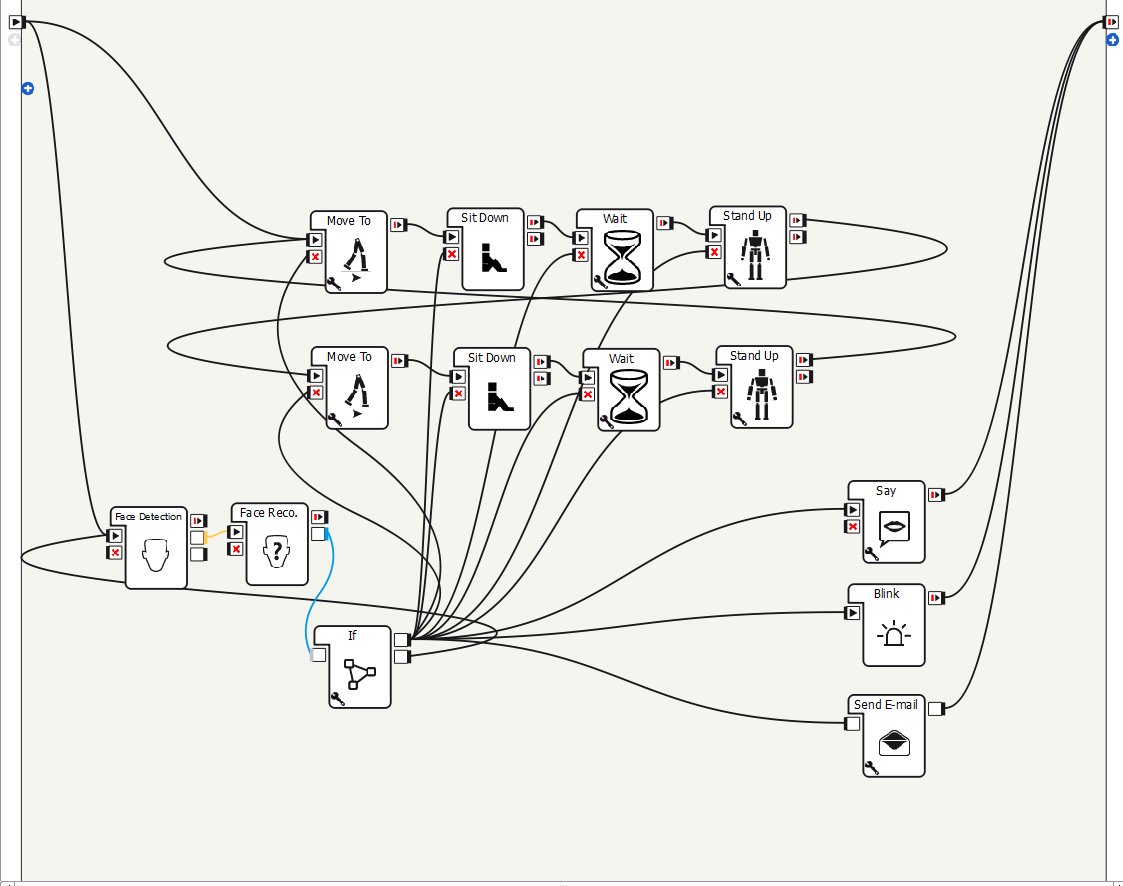 Move To
Sit Down
Wait
Stand Up
Move To
Sit Down
Wait
Stand Up
Face Detection
Face Reco.
?
If
Say
Blink
Send E-mail